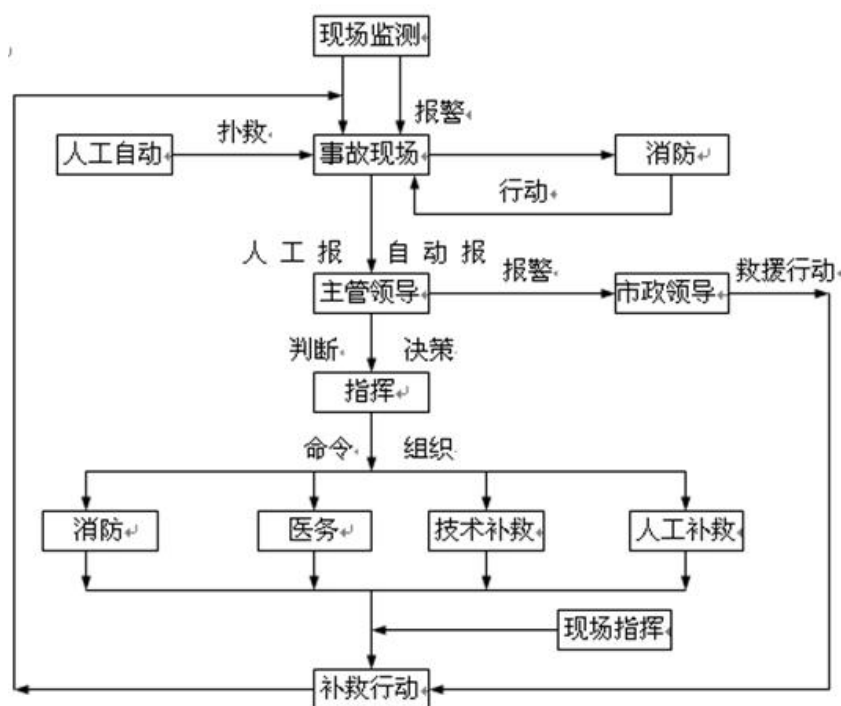 现场监测
报警
扑救
人工自动
事故现场
消防
行动
人 工 报 自 动 报
报警
救援行动
主管领导
市政领导
判断 决策
指挥
命令 组织
消防 医务 技术补救 人工补救
现场指挥
补救行动